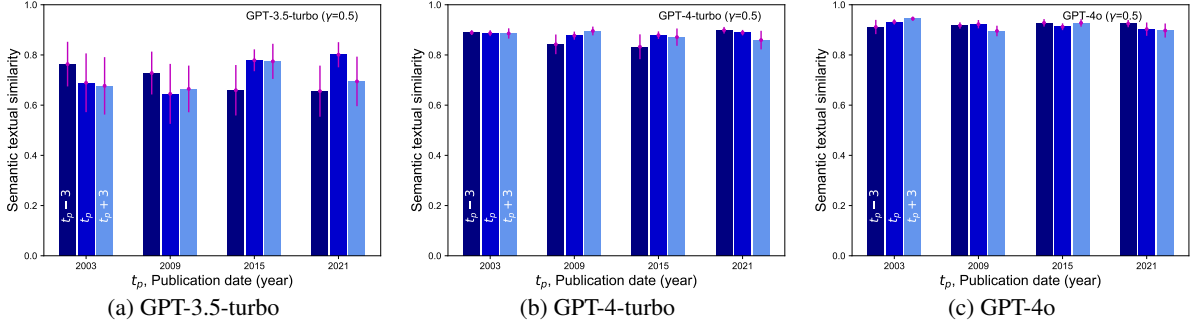 GPT-3.5-turbo (γ=0.5)
Semantic textual similarity
1.0
0.8
0.6
0.4
0.2
0.0
t_p − 3
t_p
t_p + 3
2003 2009 2015 2021
t_p, Publication date (year)
(a) GPT-3.5-turbo
GPT-4-turbo (γ=0.5)
Semantic textual similarity
1.0
0.8
0.6
0.4
0.2
0.0
t_p − 3
t_p
t_p + 3
2003 2009 2015 2021
t_p, Publication date (year)
(b) GPT-4-turbo
GPT-4o (γ=0.5)
Semantic textual similarity
1.0
0.8
0.6
0.4
0.2
0.0
t_p − 3
t_p
t_p + 3
2003 2009 2015 2021
t_p, Publication date (year)
(c) GPT-4o